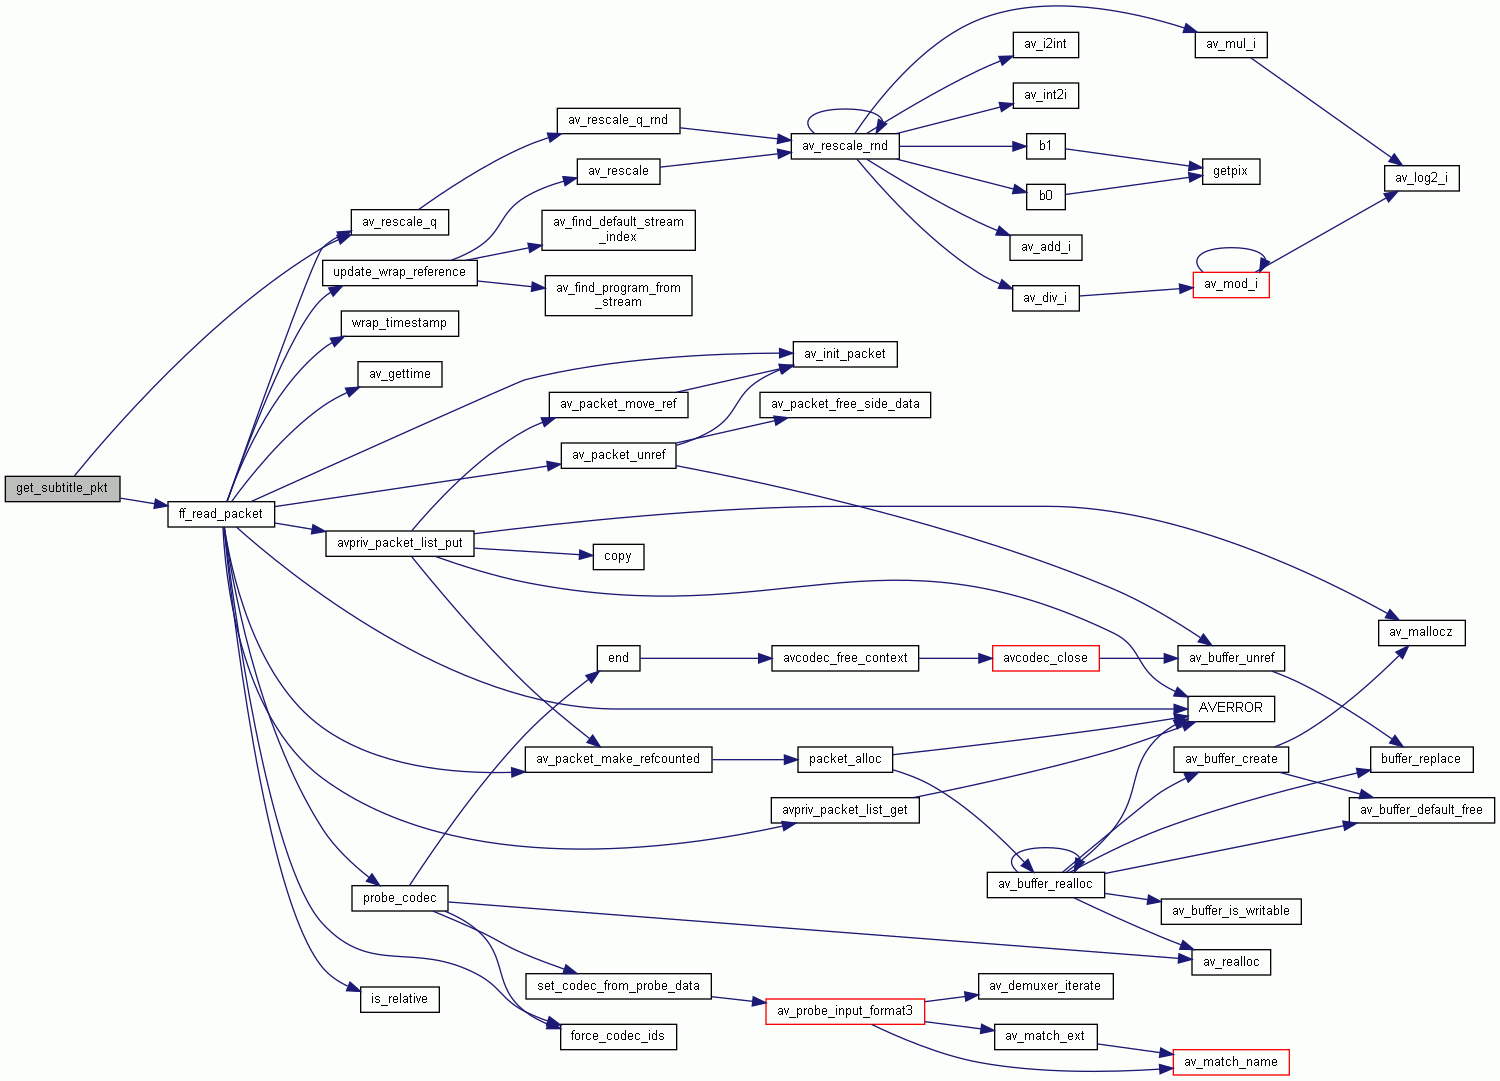 av_i2int
av_mul_i
av_int2i
av_rescale_q_rnd
av_rescale_rnd
b1
av_rescale
getpix
av_log2_i
b0
av_rescale_q
av_find_default_stream
_index
av_add_i
update_wrap_reference
av_find_program_from
_stream
av_div_i
av_mod_i
wrap_timestamp
av_init_packet
av_gettime
av_packet_move_ref
av_packet_free_side_data
av_packet_unref
get_subtitle_pkt
ff_read_packet
avpriv_packet_list_put
copy
av_mallocz
end
avcodec_free_context
avcodec_close
av_buffer_unref
AVERROR
av_packet_make_refcounted
packet_alloc
av_buffer_create
buffer_replace
avpriv_packet_list_get
av_buffer_default_free
av_buffer_realloc
probe_codec
av_buffer_is_writable
av_realloc
set_codec_from_probe_data
av_demuxer_iterate
is_relative
av_probe_input_format3
force_codec_ids
av_match_ext
av_match_name